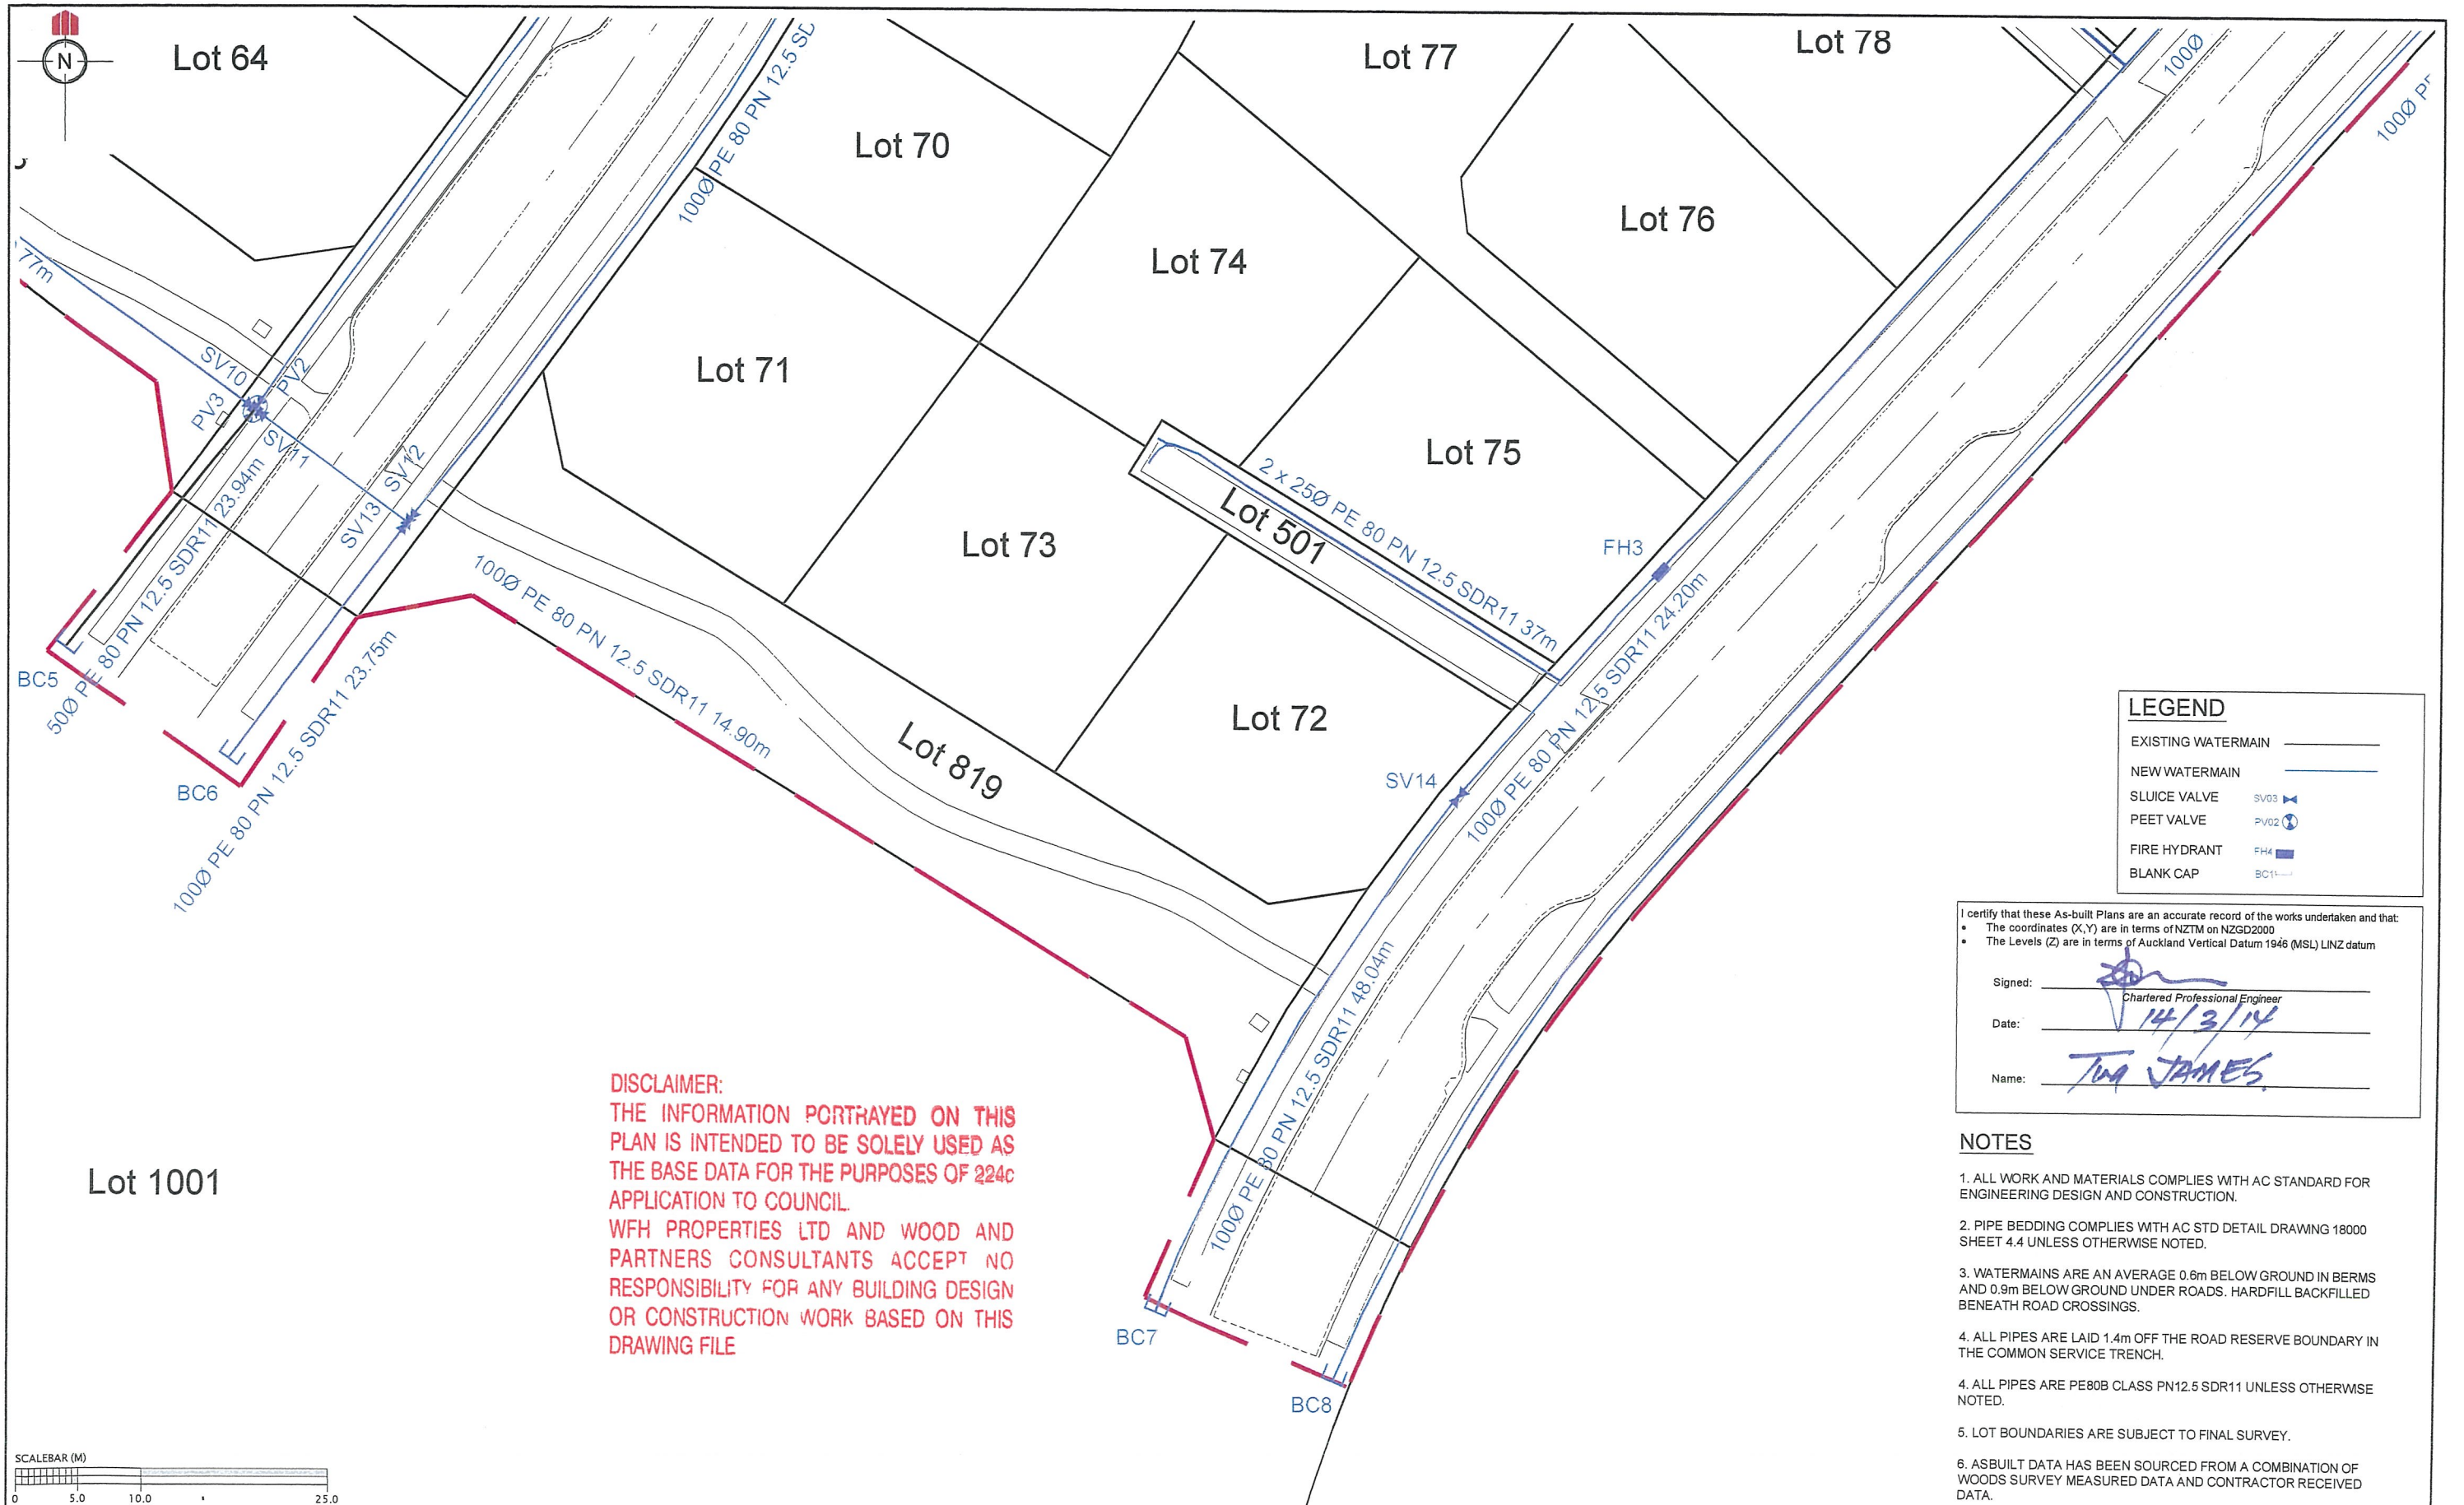 N
Lot 64
Lot 70
Lot 77
Lot 78
Lot 76
Lot 74
Lot 71
Lot 75
Lot 73
Lot 501
Lot 72
Lot 819
Lot 1001
77m
SV10
PV2
PV3
SV11
SV12
SV13
100Ø PE 80 PN 12.5 SD
100Ø
100Ø P
50Ø PE 80 PN 12.5 SDR11 23.94m
100Ø PE 80 PN 12.5 SDR11 23.75m
100Ø PE 80 PN 12.5 SDR11 14.90m
2 x 25Ø PE 80 PN 12.5 SDR11 37m
100Ø PE 80 PN 12.5 SDR11 24.20m
100Ø PE 80 PN 12.5 SDR11 48.04m
FH3
SV14
BC5
BC6
BC7
BC8
LEGEND
EXISTING WATERMAIN
NEW WATERMAIN
SLUICE VALVE SV03
PEET VALVE PV02
FIRE HYDRANT FH4
BLANK CAP BC1
I certify that these As-built Plans are an accurate record of the works undertaken and that:
• The coordinates (X,Y) are in terms of NZTM on NZGD2000
• The Levels (Z) are in terms of Auckland Vertical Datum 1946 (MSL) LINZ datum
Signed:
Chartered Professional Engineer
Date: 14/3/14
Name: JAMES
NOTES
1. ALL WORK AND MATERIALS COMPLIES WITH AC STANDARD FOR
ENGINEERING DESIGN AND CONSTRUCTION.
2. PIPE BEDDING COMPLIES WITH AC STD DETAIL DRAWING 18000
SHEET 4.4 UNLESS OTHERWISE NOTED.
3. WATERMAINS ARE AN AVERAGE 0.6m BELOW GROUND IN BERMS
AND 0.9m BELOW GROUND UNDER ROADS. HARDFILL BACKFILLED
BENEATH ROAD CROSSINGS.
4. ALL PIPES ARE LAID 1.4m OFF THE ROAD RESERVE BOUNDARY IN
THE COMMON SERVICE TRENCH.
4. ALL PIPES ARE PE80B CLASS PN12.5 SDR11 UNLESS OTHERWISE
NOTED.
5. LOT BOUNDARIES ARE SUBJECT TO FINAL SURVEY.
6. ASBUILT DATA HAS BEEN SOURCED FROM A COMBINATION OF
WOODS SURVEY MEASURED DATA AND CONTRACTOR RECEIVED
DATA.
DISCLAIMER:
THE INFORMATION PORTRAYED ON THIS
PLAN IS INTENDED TO BE SOLELY USED AS
THE BASE DATA FOR THE PURPOSES OF 224c
APPLICATION TO COUNCIL.
WFH PROPERTIES LTD AND WOOD AND
PARTNERS CONSULTANTS ACCEPT NO
RESPONSIBILITY FOR ANY BUILDING DESIGN
OR CONSTRUCTION WORK BASED ON THIS
DRAWING FILE
SCALEBAR (M)
0 5.0 10.0 25.0